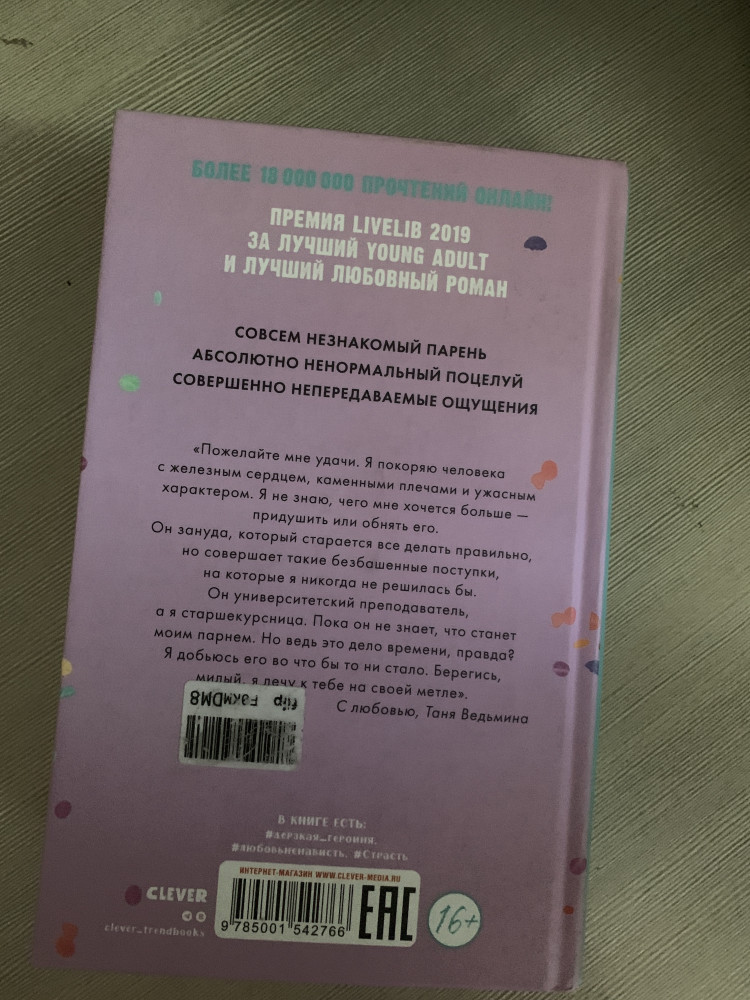 БОЛЕЕ 18 000 000 ПРОЧТЕНИЙ ОНЛАЙН!
ПРЕМИЯ LIVELIB 2019
ЗА ЛУЧШИЙ YOUNG ADULT
И ЛУЧШИЙ ЛЮБОВНЫЙ РОМАН
СОВСЕМ НЕЗНАКОМЫЙ ПАРЕНЬ
АБСОЛЮТНО НЕНОРМАЛЬНЫЙ ПОЦЕЛУЙ
СОВЕРШЕННО НЕПЕРЕДАВАЕМЫЕ ОЩУЩЕНИЯ
«Пожелайте мне удачи. Я покоряю человека
с железным сердцем, каменными плечами и ужасным
характером. Я не знаю, чего мне хочется больше —
придушить или обнять его.
Он зануда, который старается все делать правильно,
но совершает такие безбашенные поступки,
на которые я никогда не решилась бы.
Он университетский преподаватель,
а я старшекурсница. Пока он не знает, что станет
моим парнем. Но ведь это дело времени, правда?
Я добьюсь его во что бы то ни стало. Берегись,
милый, я лечу к тебе на своей метле».
С любовью, Таня Ведьмина
flip F8KMDM8
В КНИГЕ ЕСТЬ:
#дерзкая_героиня,
#любовьненависть, #Страсть
ИНТЕРНЕТ-МАГАЗИН WWW.CLEVER-MEDIA.RU
CLEVER
clever_trendbooks
9 785001 542766
EAC
16+